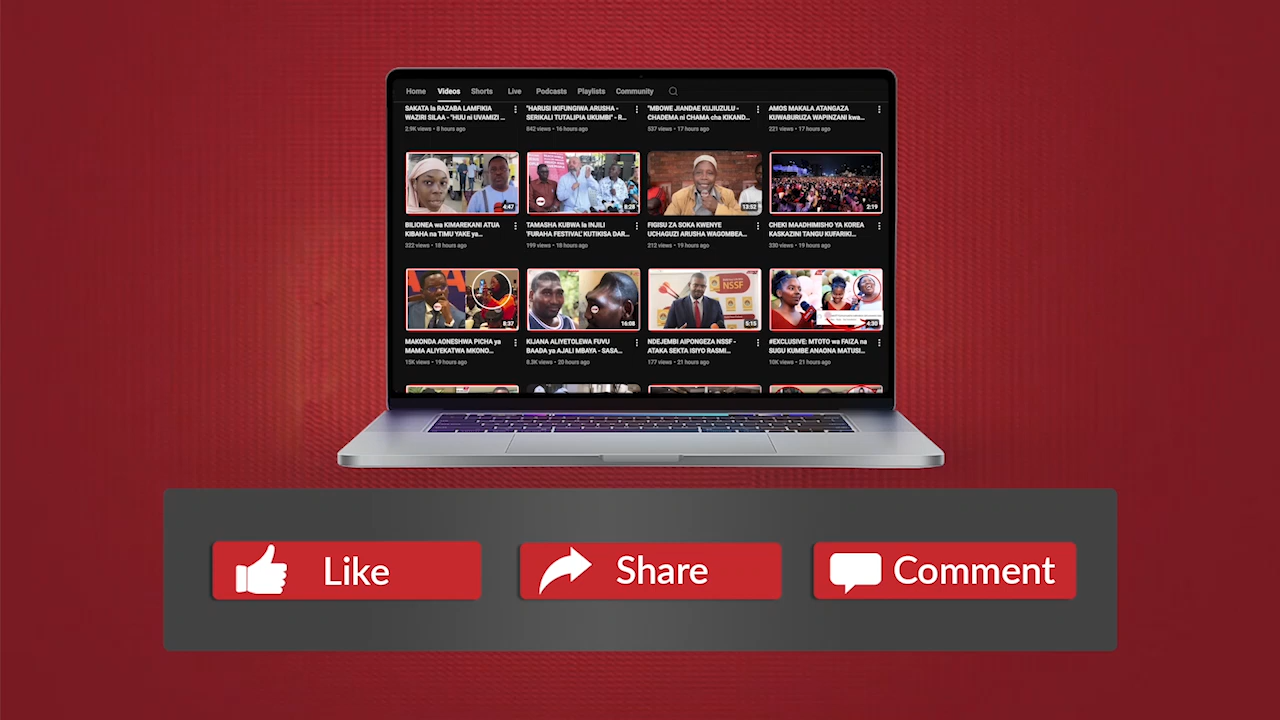 Home Videos Shorts Live Podcasts Playlists Community
SAKATA la RAZABA LAMFIKIA
WAZIRI SILAA - "HUU ni UVAMIZI ...
2.9K views • 8 hours ago
"HARUSI IKIFUNGIWA ARUSHA -
SERIKALI TUTALIPIA UKUMBI" - R...
842 views • 16 hours ago
"MBOWE JIANDAE KUJIUZULU -
CHADEMA ni CHAMA cha KIKAND...
537 views • 17 hours ago
AMOS MAKALA ATANGAZA
KUWABURUZA WAPINZANI kwa...
221 views • 17 hours ago
4:47
8:28
13:52
2:19
BILIONEA wa KIMAREKANI ATUA
KIBAHA na TIMU YAKE ya...
322 views • 18 hours ago
TAMASHA KUBWA la INJILI
'FURAHA FESTIVAL' KUTIKISA DAR...
199 views • 18 hours ago
FIGISU ZA SOKA KWENYE
UCHAGUZI ARUSHA WAGOMBEA...
212 views • 19 hours ago
CHEKI MAADHIMISHO YA KOREA
KASKAZINI TANGU KUFARIKI...
330 views • 19 hours ago
8:37
16:08
NSSF
5:15
4:30
MAKONDA AONESHWA PICHA ya
MAMA ALIYEKATWA MKONO...
15K views • 19 hours ago
KIJANA ALIYETOLEWA FUVU
BAADA ya AJALI MBAYA - SASA...
8.3K views • 20 hours ago
NDEJEMBI AIPONGEZA NSSF -
ATAKA SEKTA ISIYO RASMI...
177 views • 21 hours ago
#EXCLUSIVE: MTOTO wa FAIZA na
SUGU KUMBE ANAONA MATUSI...
10K views • 21 hours ago
Like
Share
Comment